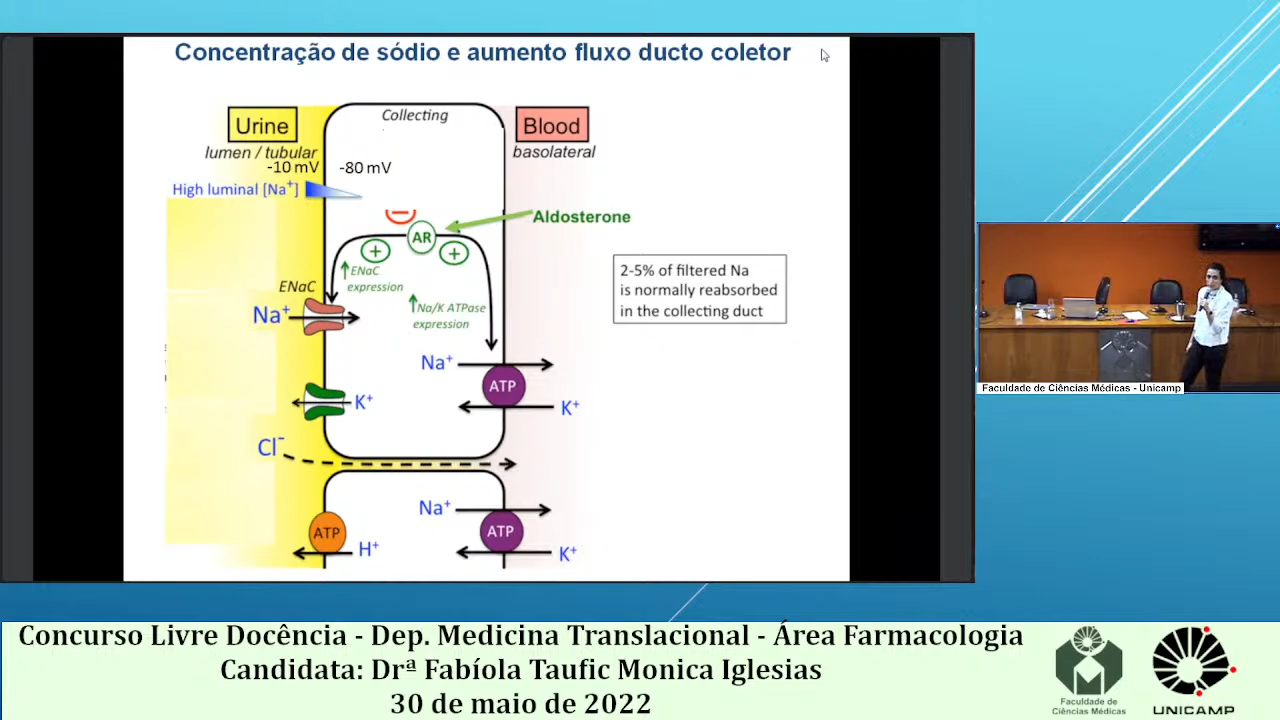 Concentração de sódio e aumento fluxo ducto coletor
Collecting
Urine
lumen / tubular
Blood
basolateral
-10 mV
-80 mV
High luminal [Na+]
Aldosterone
AR
ENaC
expression
ENaC
Na+
Na/K ATPase
expression
2-5% of filtered Na
is normally reabsorbed
in the collecting duct
Na+
ATP
K+
K+
Cl-
Na+
ATP
ATP
H+
K+
Faculdade de Ciências Médicas - Unicamp
Concurso Livre Docência - Dep. Medicina Translacional - Área Farmacologia
Candidata: Drª Fabíola Taufic Monica Iglesias
30 de maio de 2022
Faculdade de
Ciências Médicas
UNICAMP